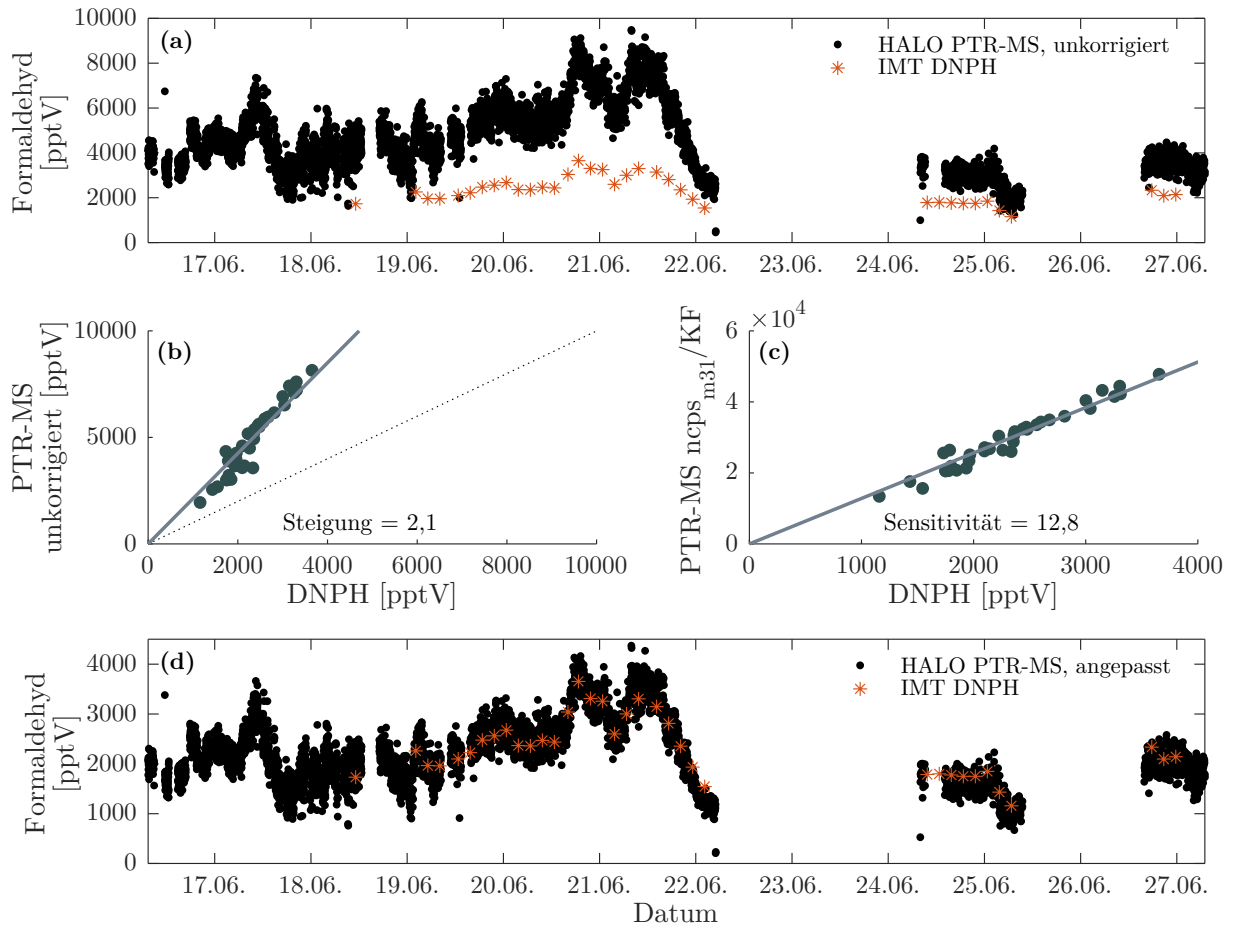 10000
8000
6000
4000
2000
0
Formaldehyd
[pptV]
(a)
HALO PTR-MS, unkorrigiert
IMT DNPH
17.06. 18.06. 19.06. 20.06. 21.06. 22.06. 23.06. 24.06. 25.06. 26.06. 27.06.
10000
5000
0
PTR-MS
unkorrigiert [pptV]
(b)
Steigung = 2,1
0 2000 4000 6000 8000 10000
DNPH [pptV]
×10⁴
6
4
2
0
PTR-MS ncps_m31/KF
(c)
Sensitivität = 12,8
0 1000 2000 3000 4000
DNPH [pptV]
4000
3000
2000
1000
0
Formaldehyd
[pptV]
(d)
HALO PTR-MS, angepasst
IMT DNPH
17.06. 18.06. 19.06. 20.06. 21.06. 22.06. 23.06. 24.06. 25.06. 26.06. 27.06.
Datum